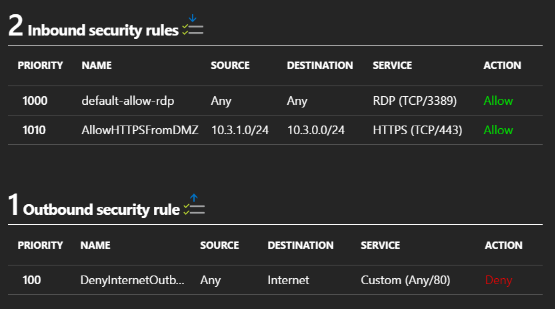 2 Inbound security rules
PRIORITY NAME SOURCE DESTINATION SERVICE ACTION
1000 default-allow-rdp Any Any RDP (TCP/3389) Allow
1010 AllowHTTPSFromDMZ 10.3.1.0/24 10.3.0.0/24 HTTPS (TCP/443) Allow
1 Outbound security rule
PRIORITY NAME SOURCE DESTINATION SERVICE ACTION
100 DenyInternetOutb... Any Internet Custom (Any/80) Deny